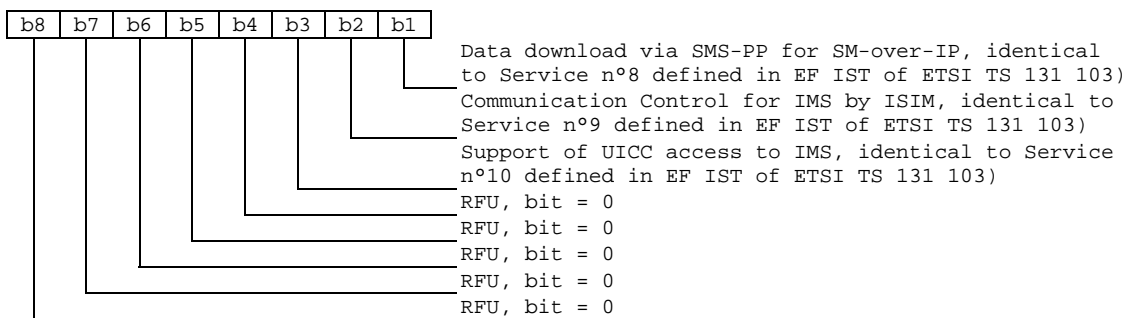 b8 b7 b6 b5 b4 b3 b2 b1
Data download via SMS-PP for SM-over-IP, identical
to Service nº8 defined in EF IST of ETSI TS 131 103)
Communication Control for IMS by ISIM, identical to
Service nº9 defined in EF IST of ETSI TS 131 103)
Support of UICC access to IMS, identical to Service
nº10 defined in EF IST of ETSI TS 131 103)
RFU, bit = 0
RFU, bit = 0
RFU, bit = 0
RFU, bit = 0
RFU, bit = 0